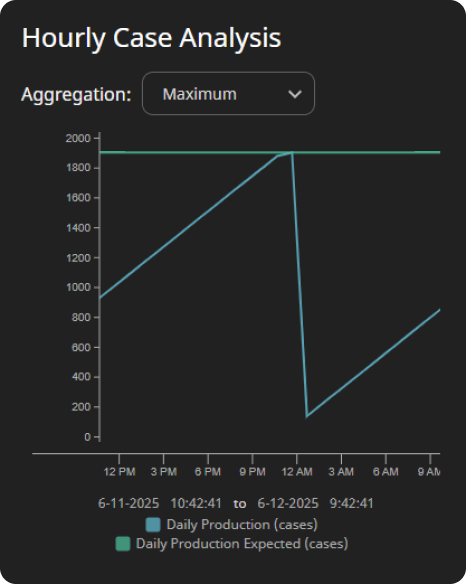 Hourly Case Analysis
Aggregation: Maximum
2000
1800
1600
1400
1200
1000
800
600
400
200
0
12 PM 3 PM 6 PM 9 PM 12 AM 3 AM 6 AM 9 AM
6-11-2025 10:42:41 to 6-12-2025 9:42:41
Daily Production (cases)
Daily Production Expected (cases)